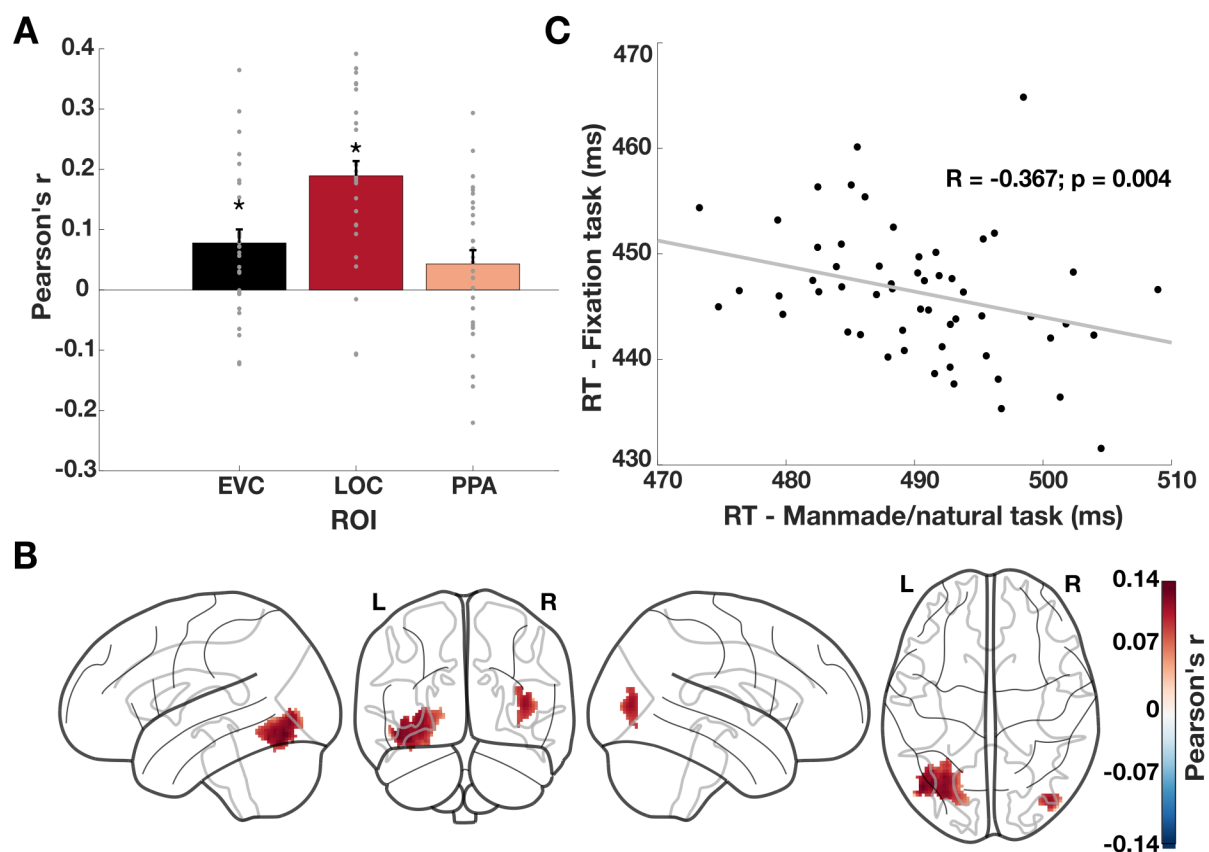 A
0.4
0.3
0.2
0.1
0
-0.1
-0.2
-0.3
Pearson's r
*
*
EVC LOC PPA
ROI
C
470
460
450
440
430
RT - Fixation task (ms)
R = -0.367; p = 0.004
470 480 490 500 510
RT - Manmade/natural task (ms)
B
L R
L R
0.14
0.07
0
-0.07
-0.14
Pearson's r